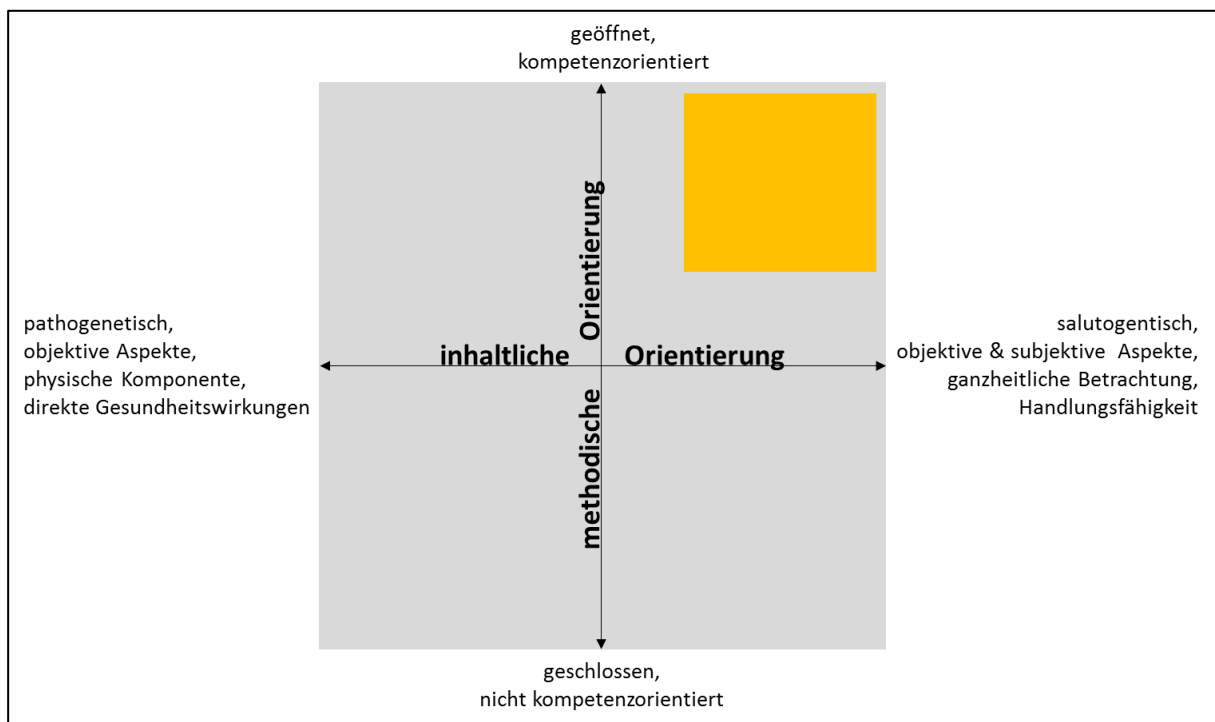 geöffnet,
kompetenzorientiert
methodische Orientierung
inhaltliche Orientierung
pathogenetisch,
objektive Aspekte,
physische Komponente,
direkte Gesundheitswirkungen
salutogentisch,
objektive & subjektive Aspekte,
ganzheitliche Betrachtung,
Handlungsfähigkeit
geschlossen,
nicht kompetenzorientiert